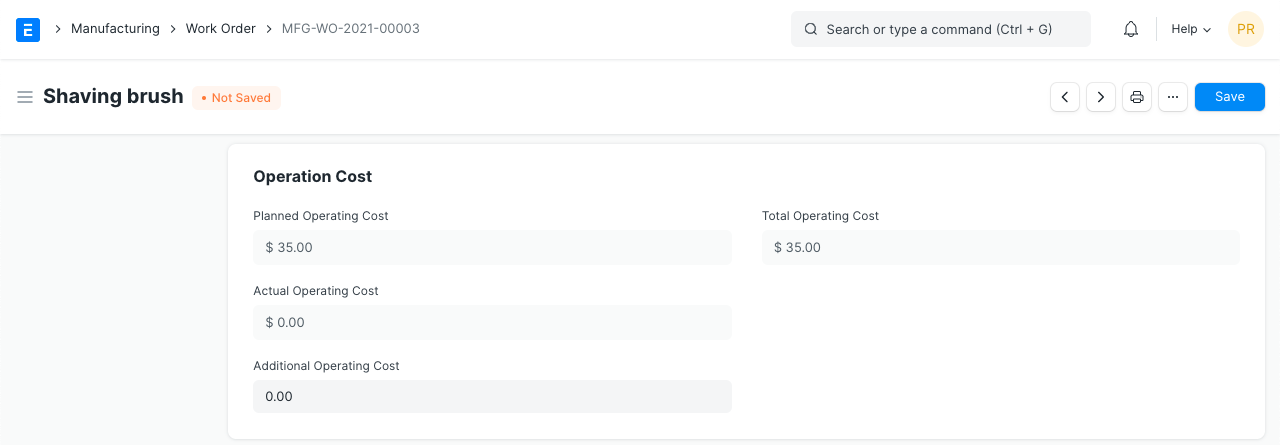 Manufacturing > Work Order > MFG-WO-2021-00003 Search or type a command (Ctrl + G) Help PR
Shaving brush • Not Saved ... Save
Operation Cost
Planned Operating Cost Total Operating Cost
$ 35.00 $ 35.00
Actual Operating Cost
$ 0.00
Additional Operating Cost
0.00